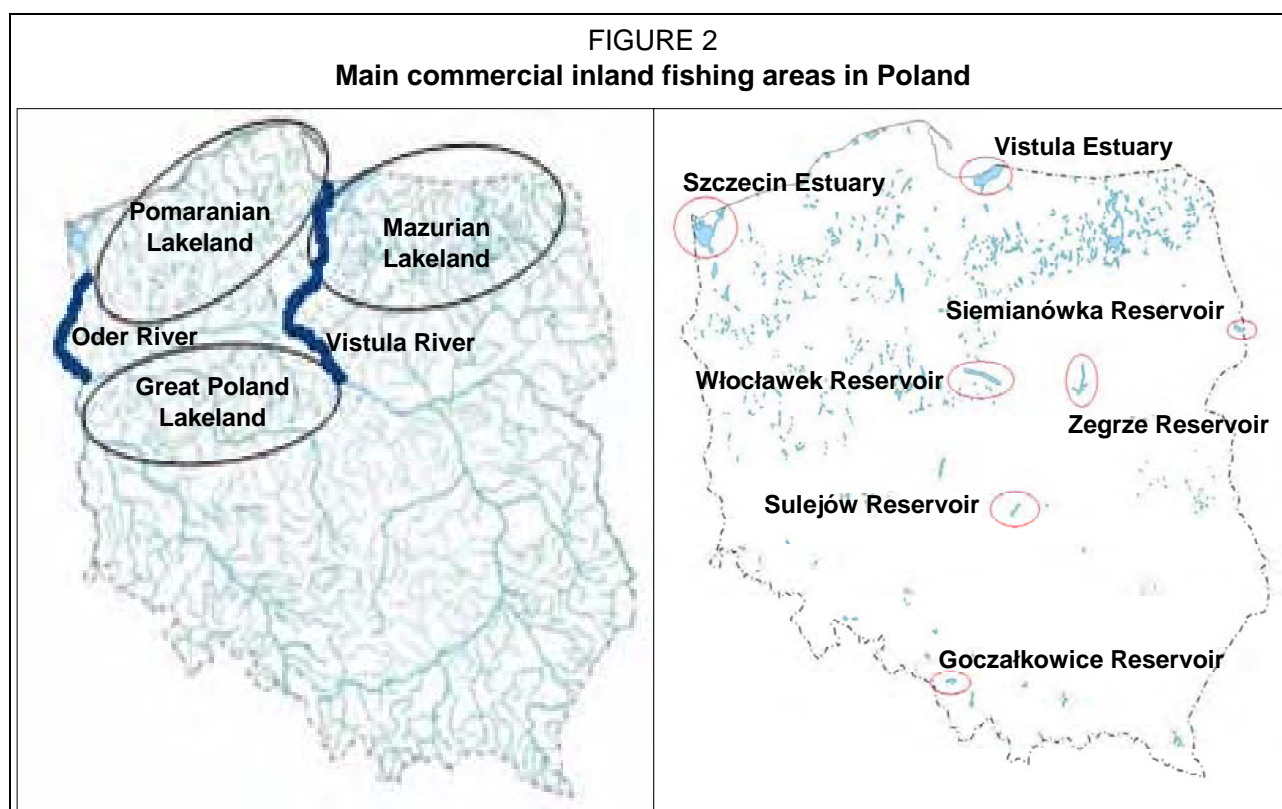 FIGURE 2
Main commercial inland fishing areas in Poland
Pomaranian
Lakeland
Mazurian
Lakeland
Oder River
Vistula River
Great Poland
Lakeland
Vistula Estuary
Szczecin Estuary
Siemianówka Reservoir
Włocławek Reservoir
Zegrze Reservoir
Sulejów Reservoir
Goczałkowice Reservoir